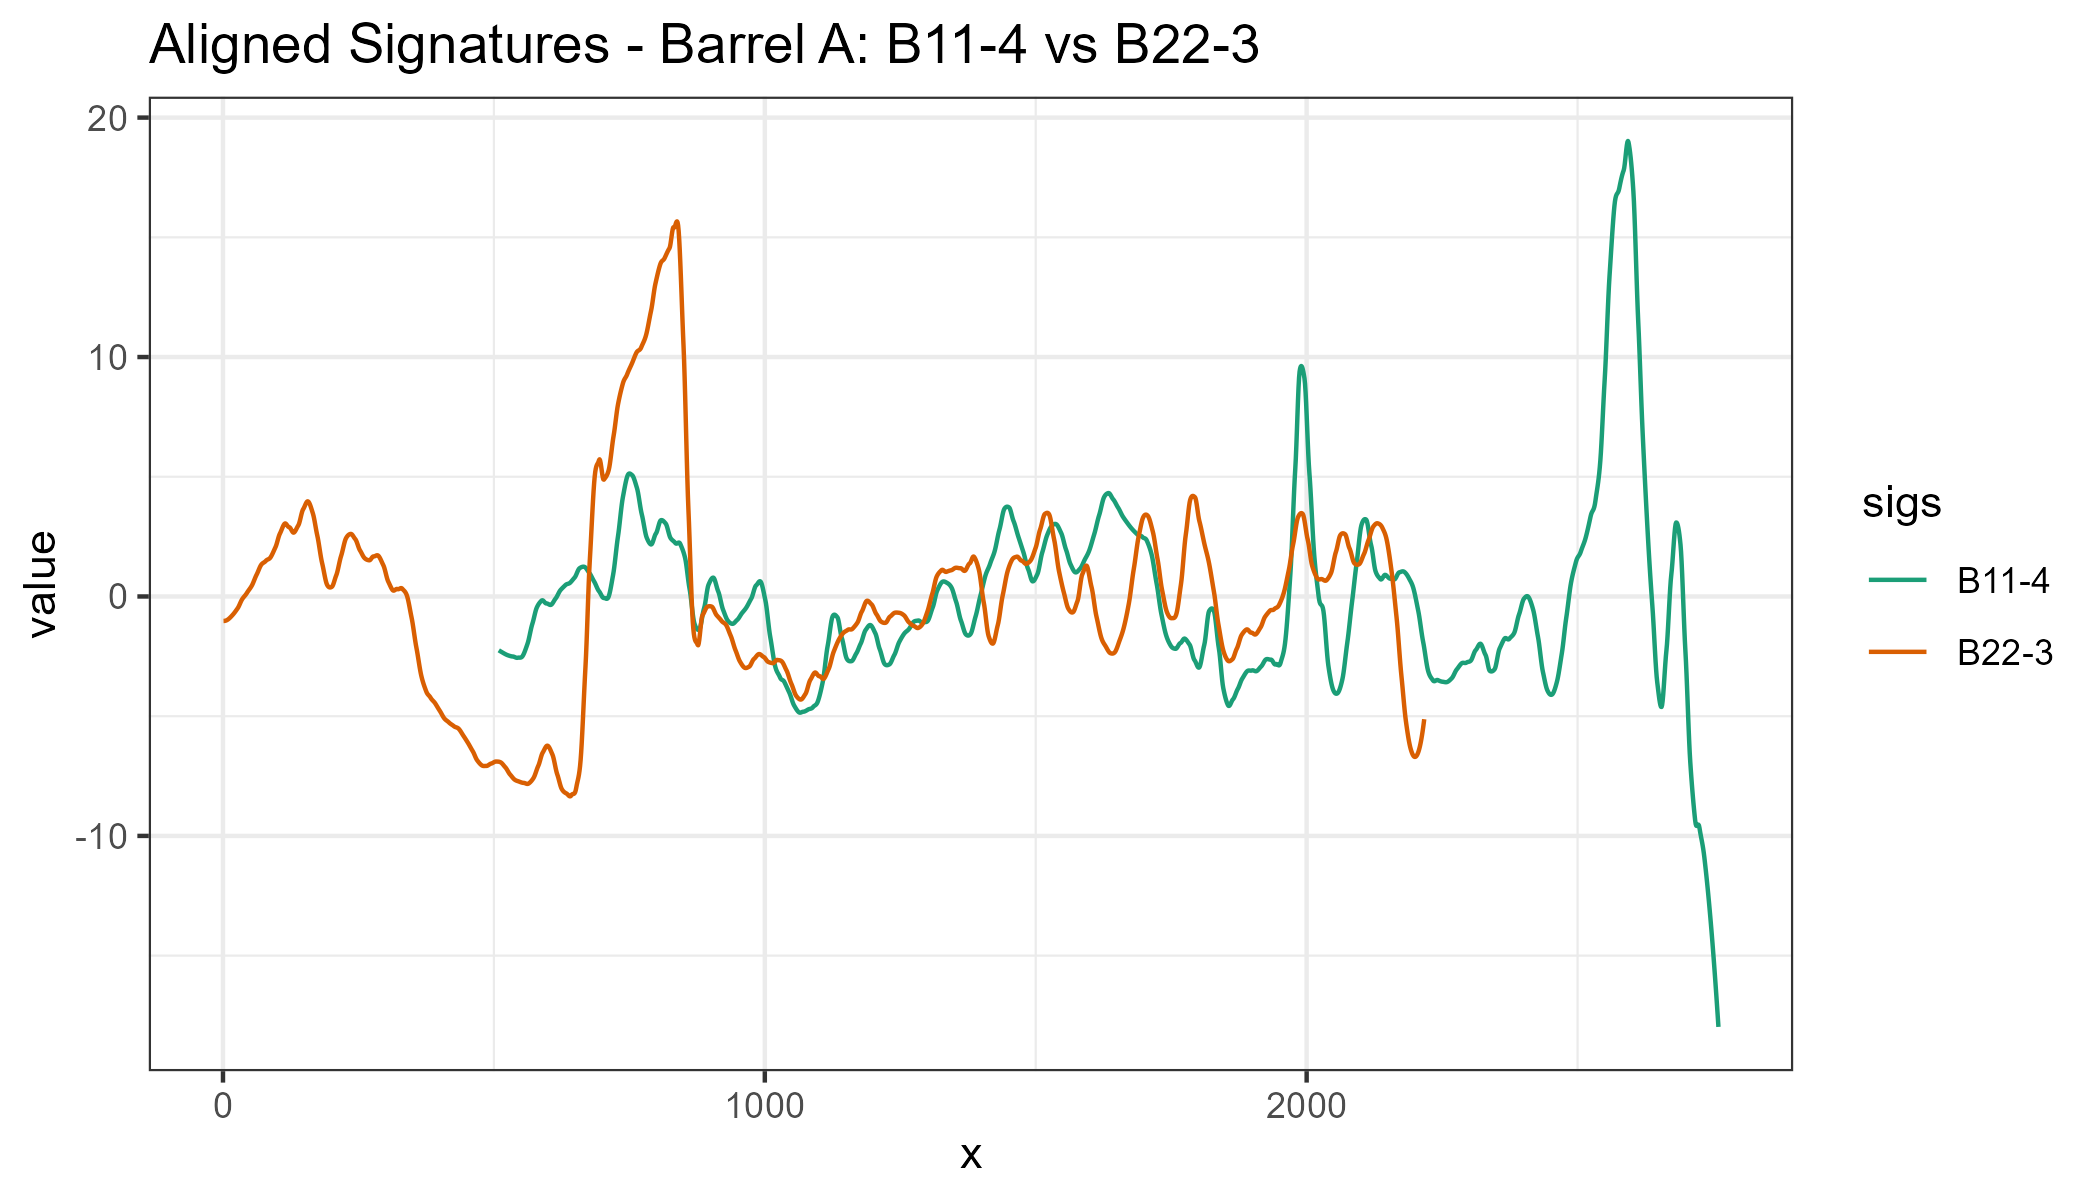 Aligned Signatures - Barrel A: B11-4 vs B22-3
20
10
0
-10
value
0 1000 2000
x
sigs
B11-4
B22-3